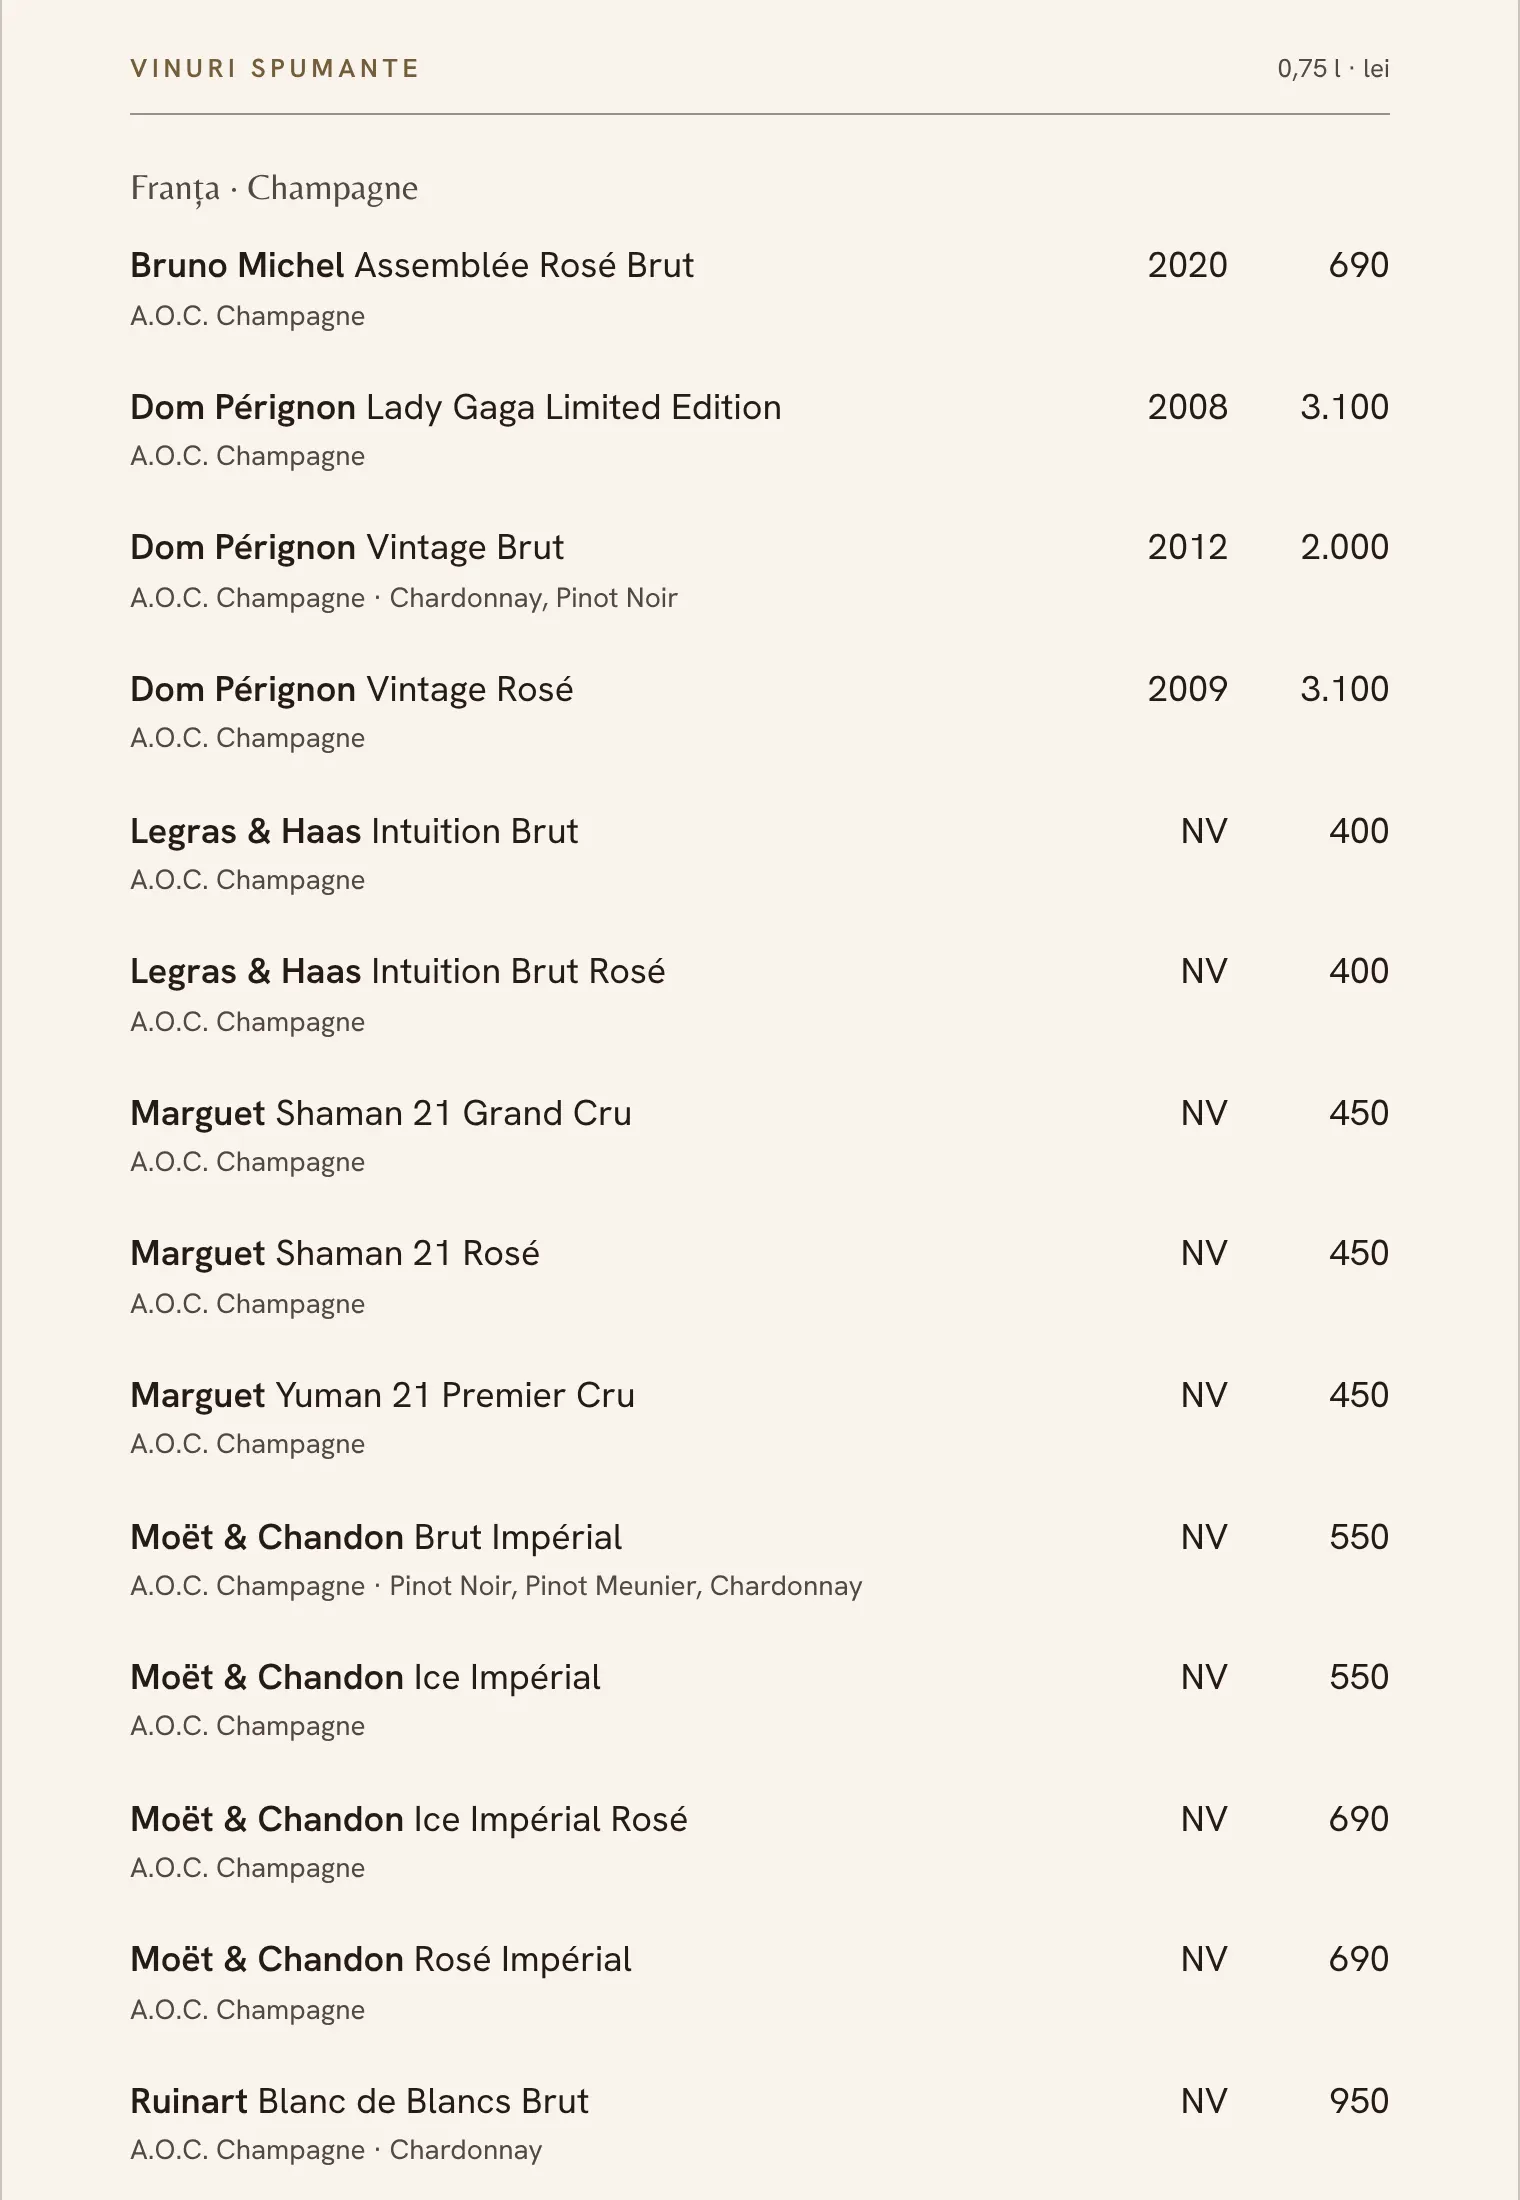 VINURI SPUMANTE 0,75 l · lei
Franța · Champagne
Bruno Michel Assemblée Rosé Brut 2020 690
A.O.C. Champagne
Dom Pérignon Lady Gaga Limited Edition 2008 3.100
A.O.C. Champagne
Dom Pérignon Vintage Brut 2012 2.000
A.O.C. Champagne · Chardonnay, Pinot Noir
Dom Pérignon Vintage Rosé 2009 3.100
A.O.C. Champagne
Legras & Haas Intuition Brut NV 400
A.O.C. Champagne
Legras & Haas Intuition Brut Rosé NV 400
A.O.C. Champagne
Marguet Shaman 21 Grand Cru NV 450
A.O.C. Champagne
Marguet Shaman 21 Rosé NV 450
A.O.C. Champagne
Marguet Yuman 21 Premier Cru NV 450
A.O.C. Champagne
Moët & Chandon Brut Impérial NV 550
A.O.C. Champagne · Pinot Noir, Pinot Meunier, Chardonnay
Moët & Chandon Ice Impérial NV 550
A.O.C. Champagne
Moët & Chandon Ice Impérial Rosé NV 690
A.O.C. Champagne
Moët & Chandon Rosé Impérial NV 690
A.O.C. Champagne
Ruinart Blanc de Blancs Brut NV 950
A.O.C. Champagne · Chardonnay